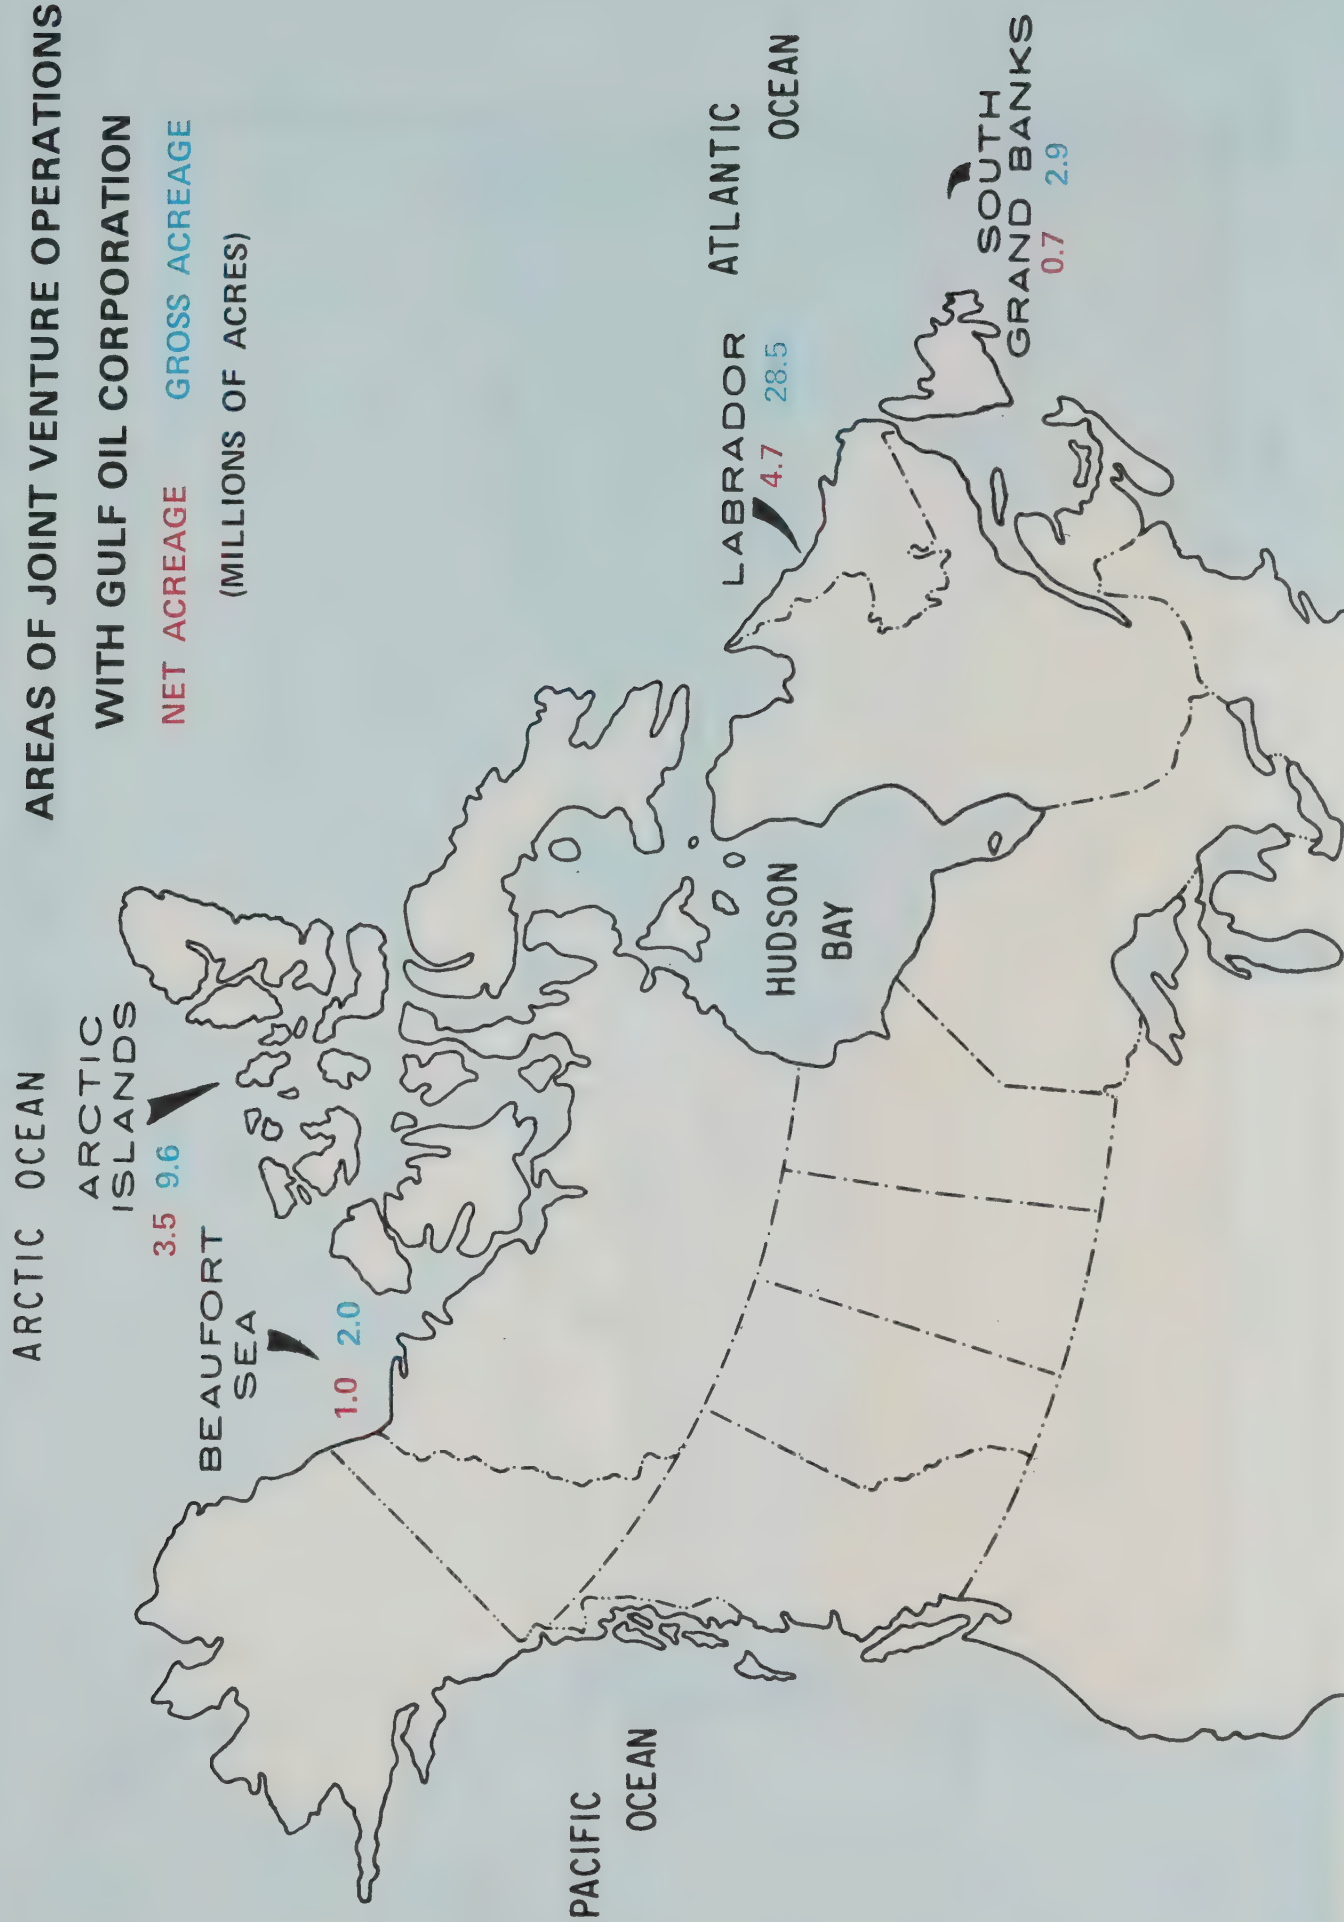 AREAS OF JOINT VENTURE OPERATIONS
WITH GULF OIL CORPORATION
NET ACREAGE GROSS ACREAGE
(MILLIONS OF ACRES)
ARCTIC OCEAN
ARCTIC
ISLANDS
3.5 9.6
BEAUFORT
SEA
1.0 2.0
LABRADOR
4.7 28.5
ATLANTIC
OCEAN
HUDSON
BAY
SOUTH
GRAND BANKS
0.7 2.9
PACIFIC
OCEAN